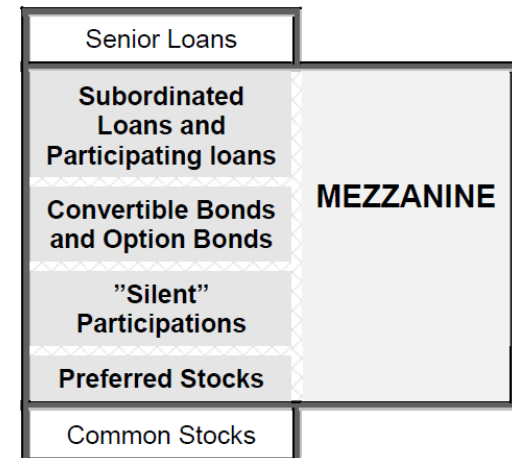 Senior Loans
Subordinated
Loans and
Participating loans
MEZZANINE
Convertible Bonds
and Option Bonds
”Silent”
Participations
Preferred Stocks
Common Stocks